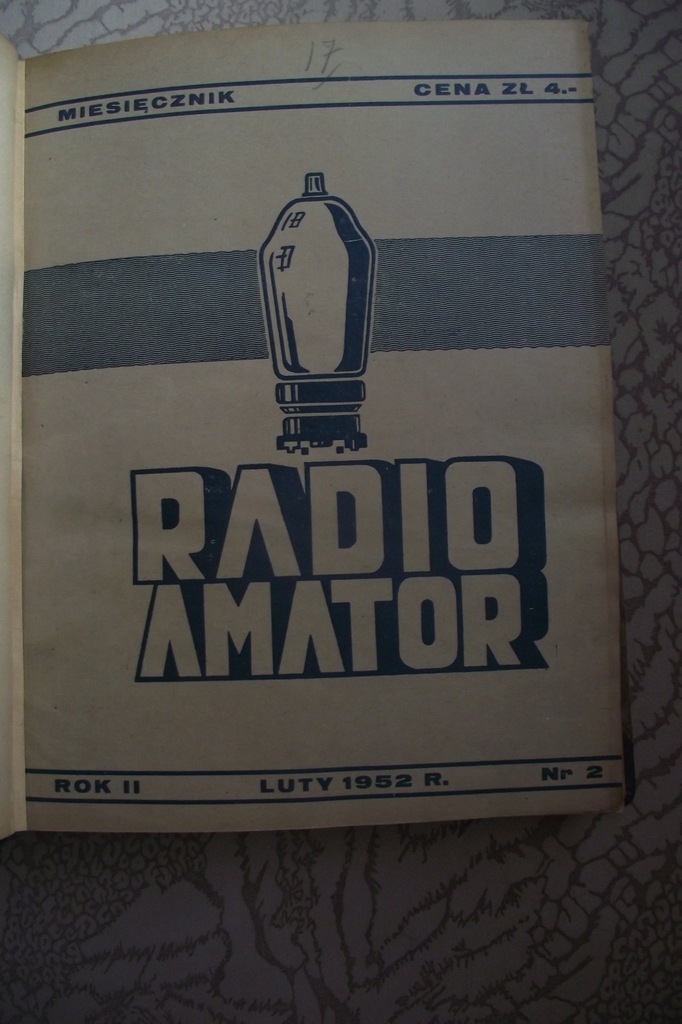 17
MIESIĘCZNIK CENA ZŁ 4.-
RADIO
AMATOR
ROK II LUTY 1952 R. Nr 2